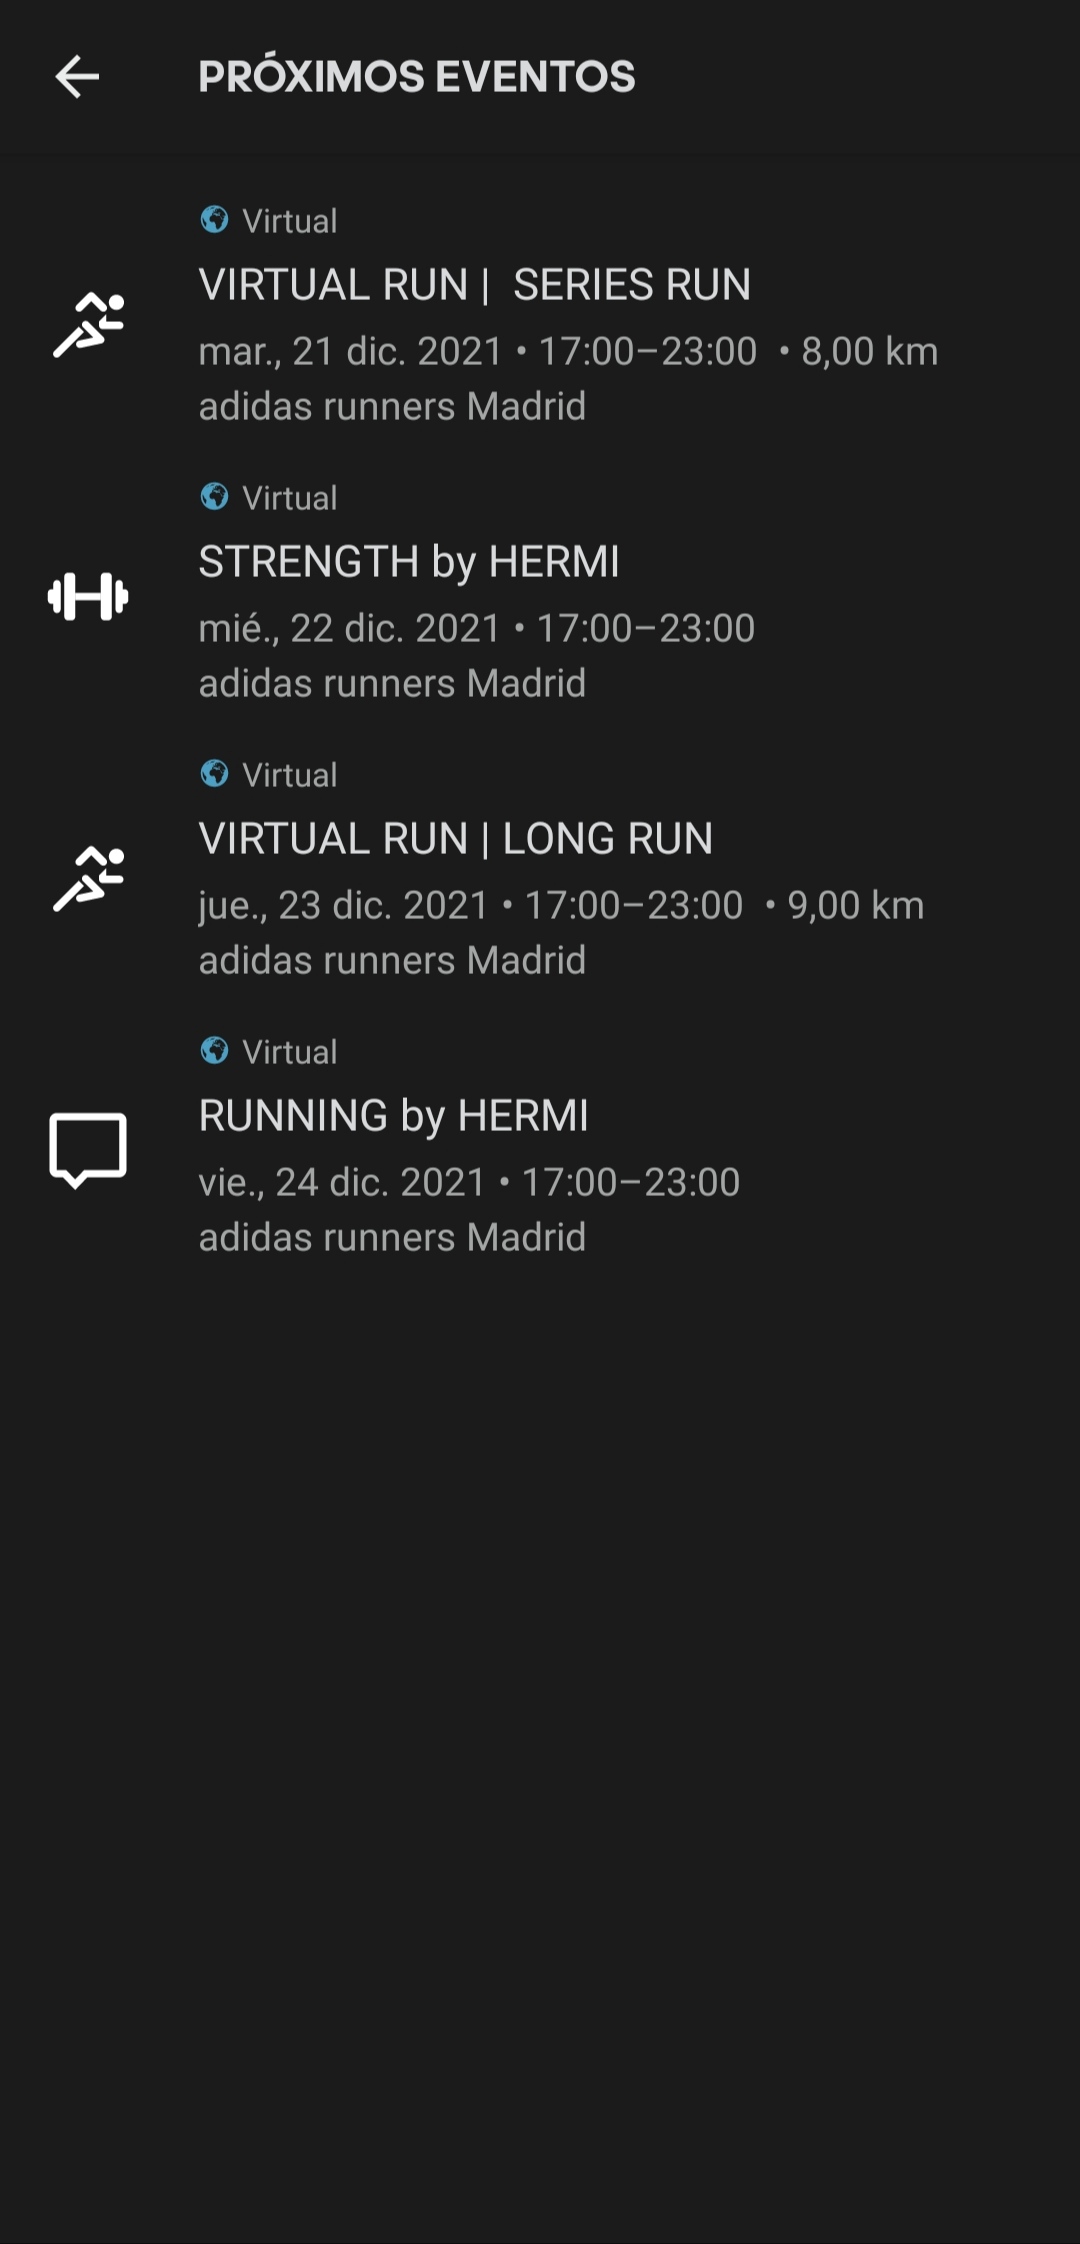 PRÓXIMOS EVENTOS
Virtual
VIRTUAL RUN |  SERIES RUN
mar., 21 dic. 2021 • 17:00–23:00 • 8,00 km
adidas runners Madrid
Virtual
STRENGTH by HERMI
mié., 22 dic. 2021 • 17:00–23:00
adidas runners Madrid
Virtual
VIRTUAL RUN | LONG RUN
jue., 23 dic. 2021 • 17:00–23:00 • 9,00 km
adidas runners Madrid
Virtual
RUNNING by HERMI
vie., 24 dic. 2021 • 17:00–23:00
adidas runners Madrid